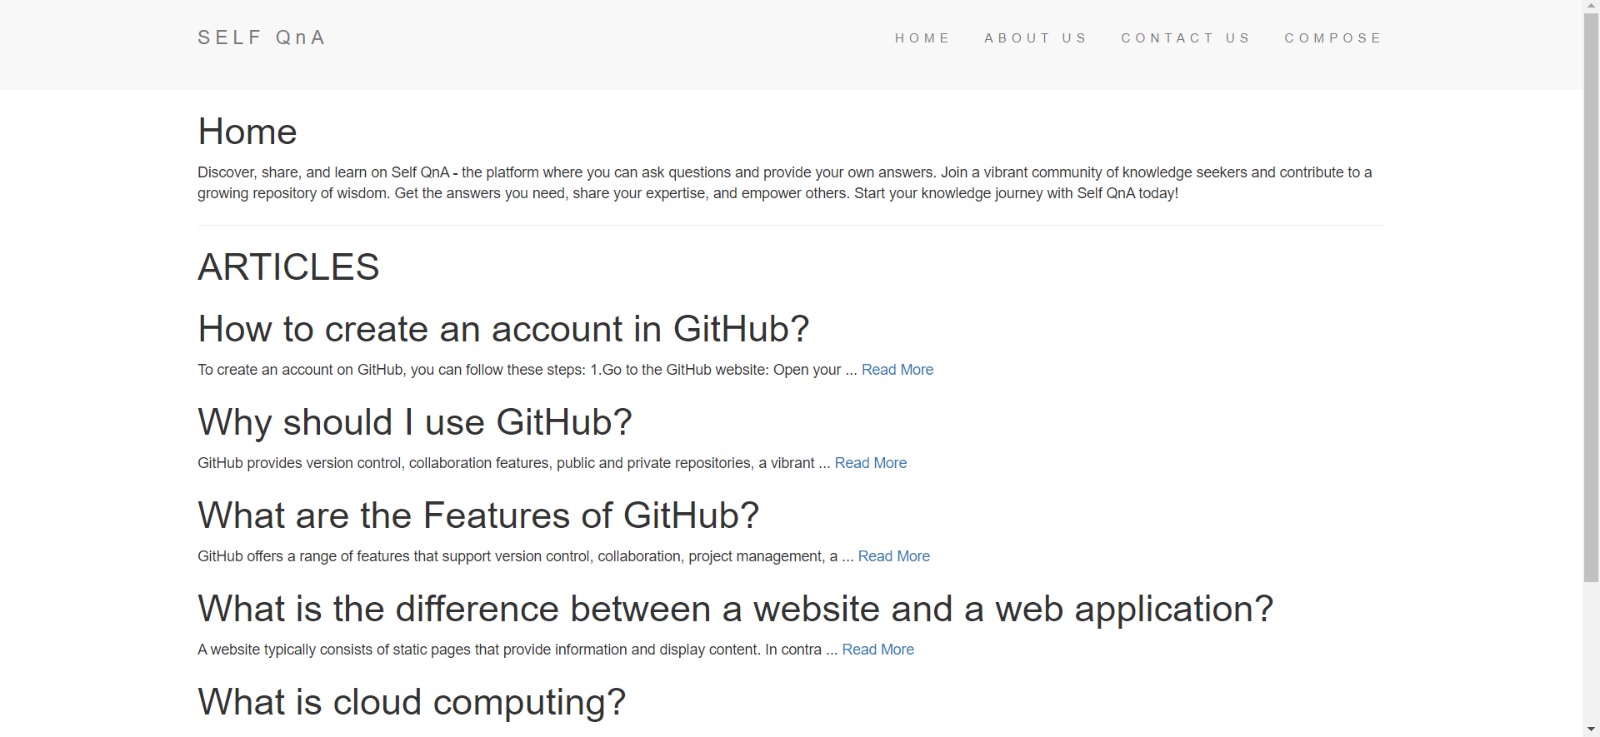 SELF QnA
HOME ABOUT US CONTACT US COMPOSE
Home
Discover, share, and learn on Self QnA - the platform where you can ask questions and provide your own answers. Join a vibrant community of knowledge seekers and contribute to a
growing repository of wisdom. Get the answers you need, share your expertise, and empower others. Start your knowledge journey with Self QnA today!
ARTICLES
How to create an account in GitHub?
To create an account on GitHub, you can follow these steps: 1.Go to the GitHub website: Open your ... Read More
Why should I use GitHub?
GitHub provides version control, collaboration features, public and private repositories, a vibrant ... Read More
What are the Features of GitHub?
GitHub offers a range of features that support version control, collaboration, project management, a ... Read More
What is the difference between a website and a web application?
A website typically consists of static pages that provide information and display content. In contra ... Read More
What is cloud computing?